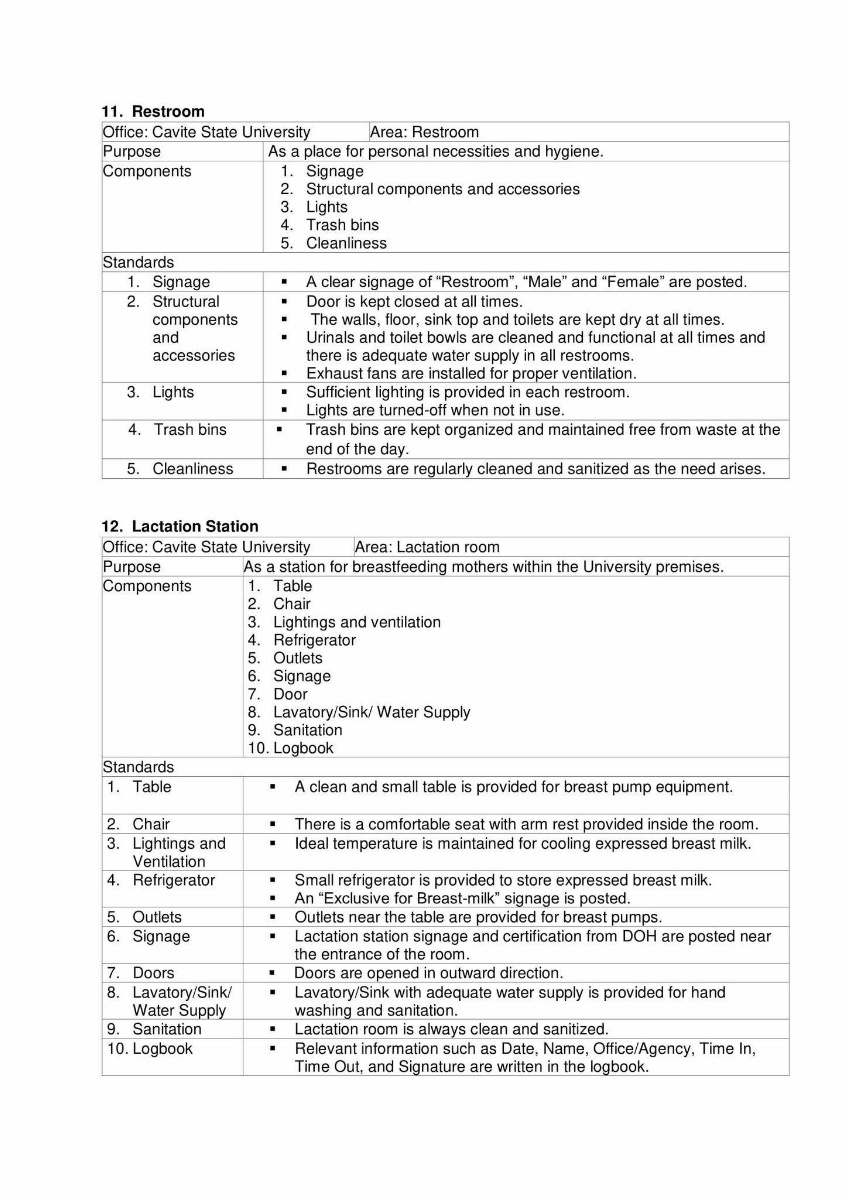 11. Restroom
Office: Cavite State University Area: Restroom
Purpose As a place for personal necessities and hygiene.
Components 1. Signage
2. Structural components and accessories
3. Lights
4. Trash bins
5. Cleanliness
Standards
1. Signage ▪ A clear signage of “Restroom”, “Male” and “Female” are posted.
2. Structural ▪ Door is kept closed at all times.
components ▪ The walls, floor, sink top and toilets are kept dry at all times.
and ▪ Urinals and toilet bowls are cleaned and functional at all times and
accessories there is adequate water supply in all restrooms.
▪ Exhaust fans are installed for proper ventilation.
3. Lights ▪ Sufficient lighting is provided in each restroom.
▪ Lights are turned-off when not in use.
4. Trash bins ▪ Trash bins are kept organized and maintained free from waste at the
end of the day.
5. Cleanliness ▪ Restrooms are regularly cleaned and sanitized as the need arises.
12. Lactation Station
Office: Cavite State University Area: Lactation room
Purpose As a station for breastfeeding mothers within the University premises.
Components 1. Table
2. Chair
3. Lightings and ventilation
4. Refrigerator
5. Outlets
6. Signage
7. Door
8. Lavatory/Sink/ Water Supply
9. Sanitation
10. Logbook
Standards
1. Table ▪ A clean and small table is provided for breast pump equipment.
2. Chair ▪ There is a comfortable seat with arm rest provided inside the room.
3. Lightings and ▪ Ideal temperature is maintained for cooling expressed breast milk.
Ventilation
4. Refrigerator ▪ Small refrigerator is provided to store expressed breast milk.
▪ An “Exclusive for Breast-milk” signage is posted.
5. Outlets ▪ Outlets near the table are provided for breast pumps.
6. Signage ▪ Lactation station signage and certification from DOH are posted near
the entrance of the room.
7. Doors ▪ Doors are opened in outward direction.
8. Lavatory/Sink/ ▪ Lavatory/Sink with adequate water supply is provided for hand
Water Supply washing and sanitation.
9. Sanitation ▪ Lactation room is always clean and sanitized.
10. Logbook ▪ Relevant information such as Date, Name, Office/Agency, Time In,
Time Out, and Signature are written in the logbook.